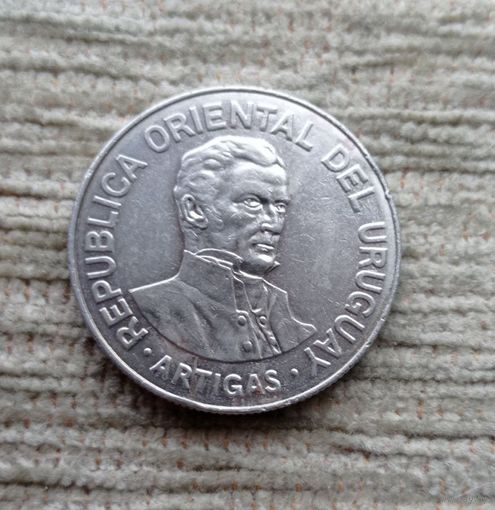 REPUBLICA ORIENTAL DEL URUGUAY
· ARTIGAS ·